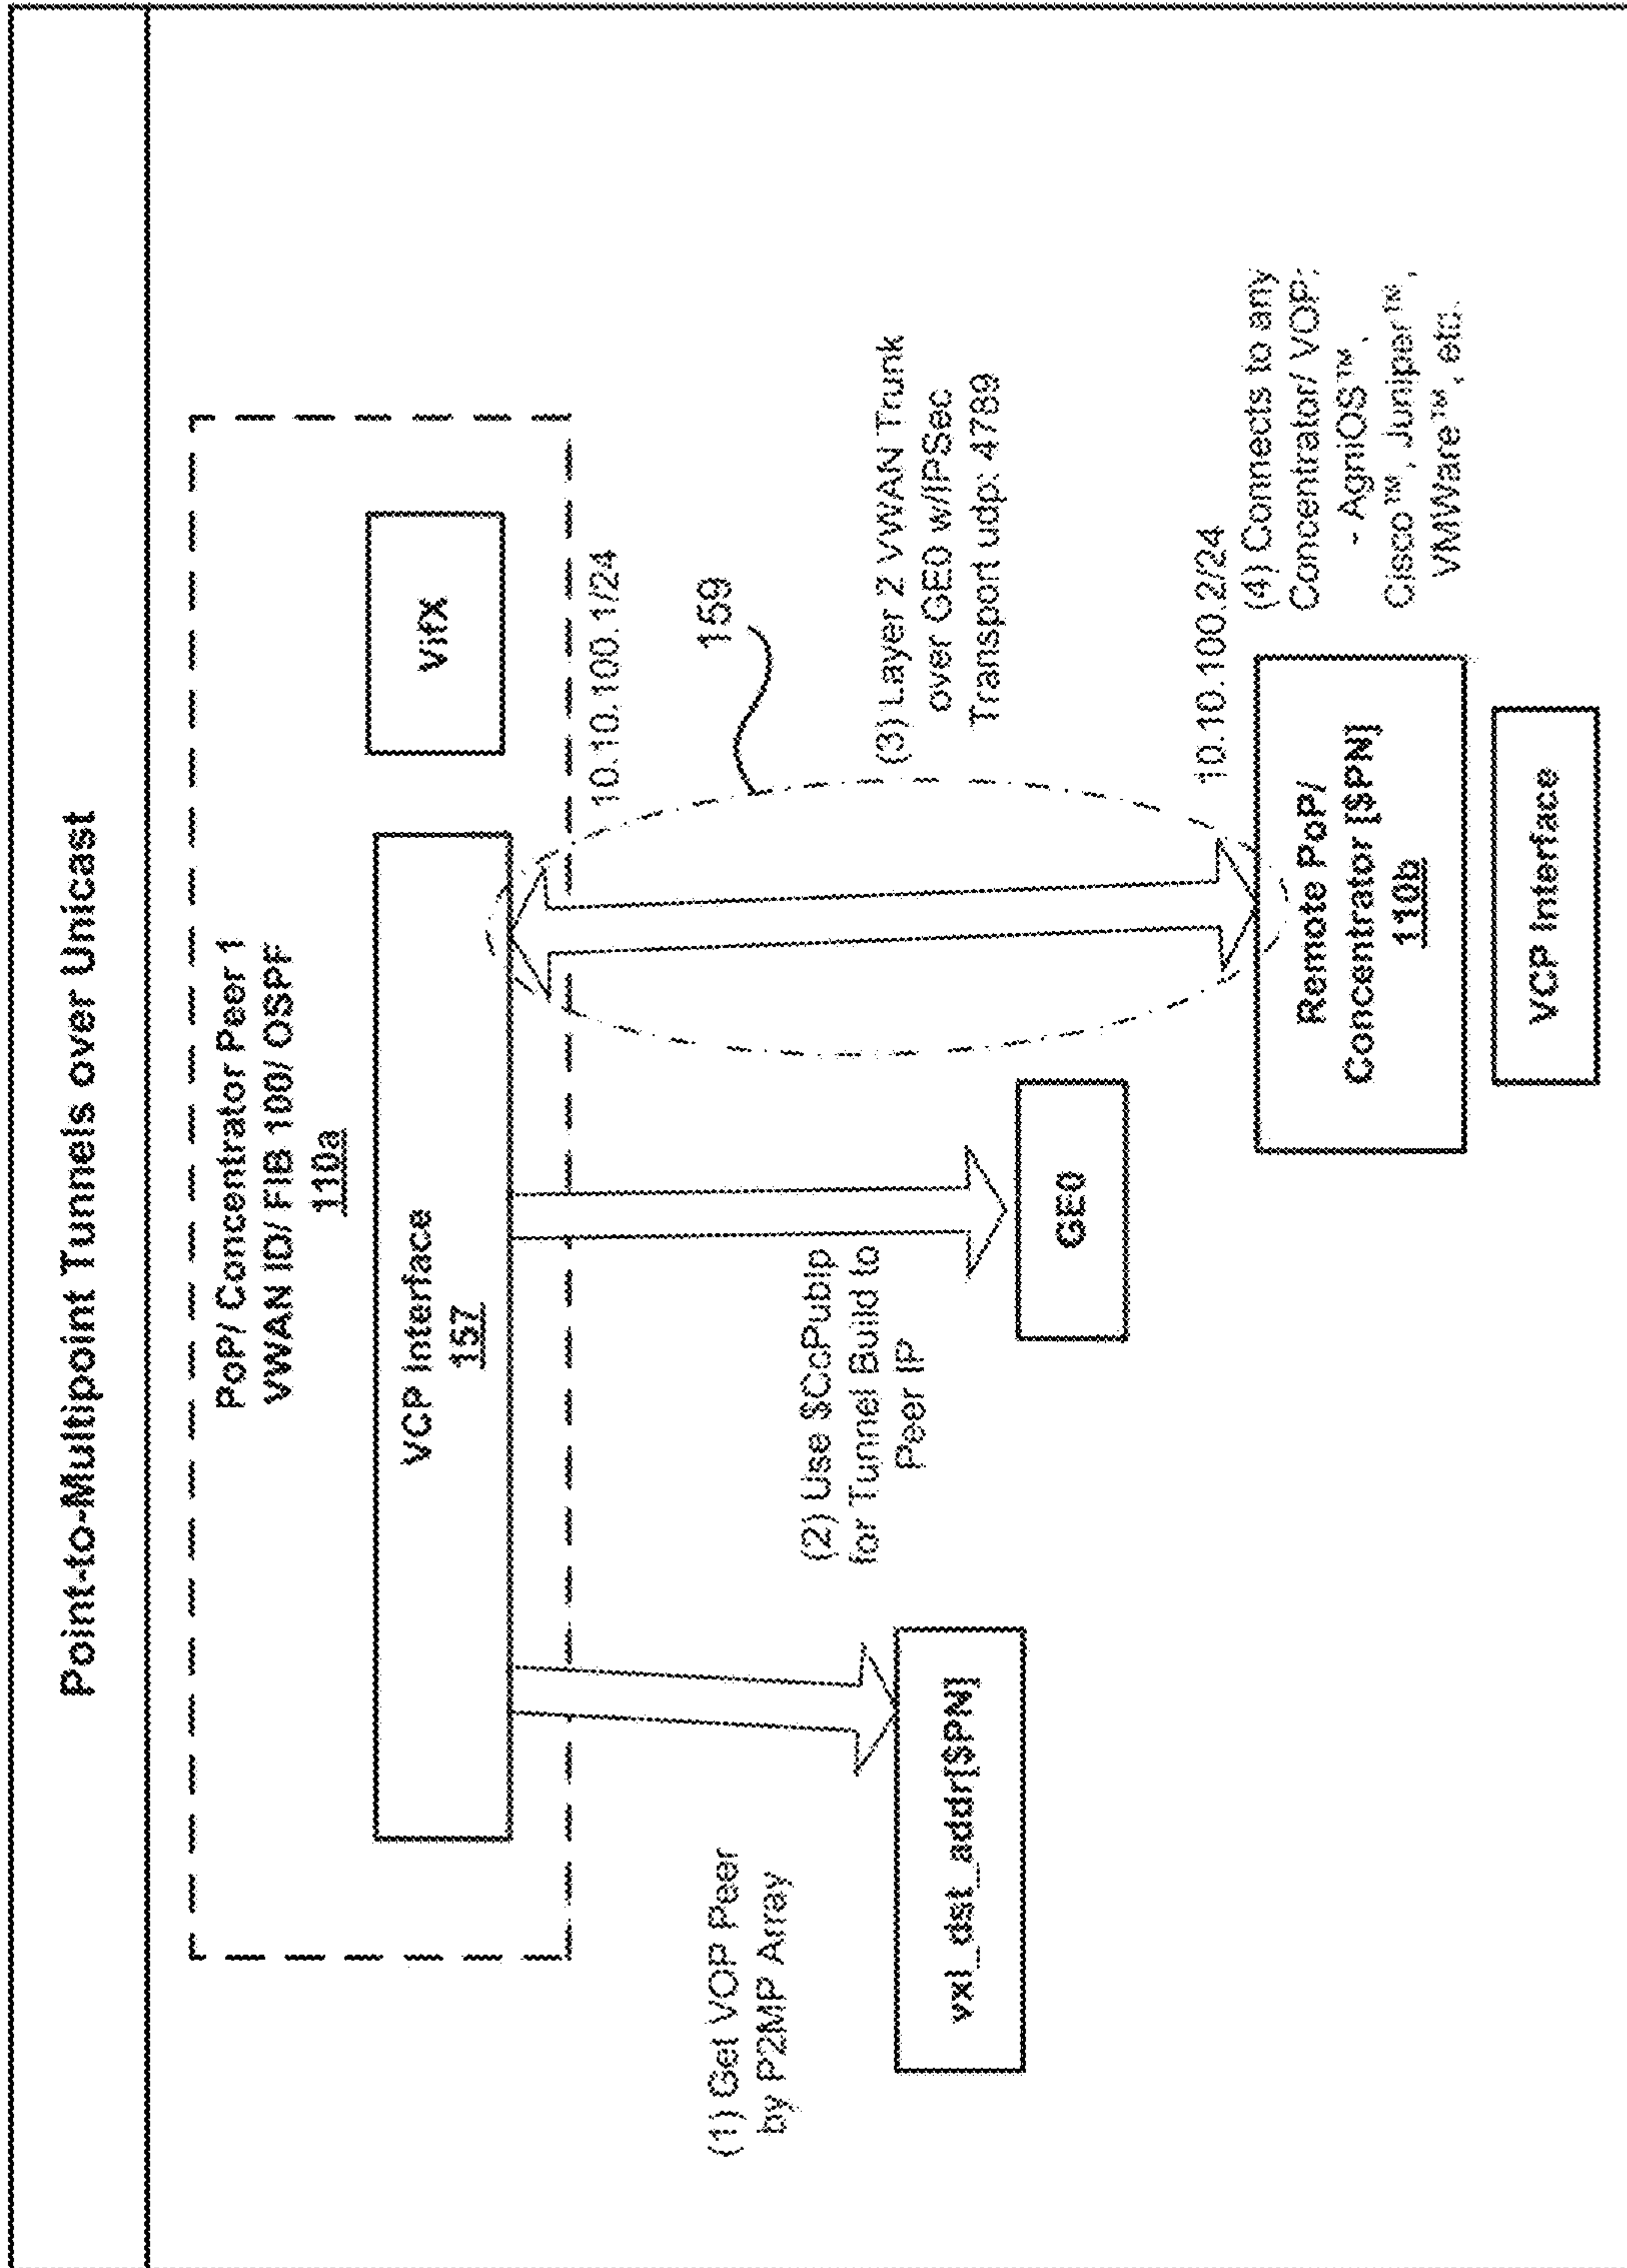 Point-to-Multipoint Tunnels over Unicast
PoP/ Concentrator Peer 1
VWAN ID/ FIB 100/ OSPF
110a
VCP Interface
157
VifX
10.10.100.1/24
159
(1) Get VOP Peer
by P2MP Array
(2) Use $CcPubIp
for Tunnel Build to
Peer IP
(3) Layer 2 VWAN Trunk
over GE0 w/IPSec
Transport udp: 4789
vxl_dst_addr[$PN]
GE0
10.10.100.2/24
(4) Connects to any
Concentrator/ VOP:
- AgniOS™,
Cisco™, Juniper™,
VMWare™, etc.
Remote PoP/
Concentrator [$PN]
110b
VCP Interface